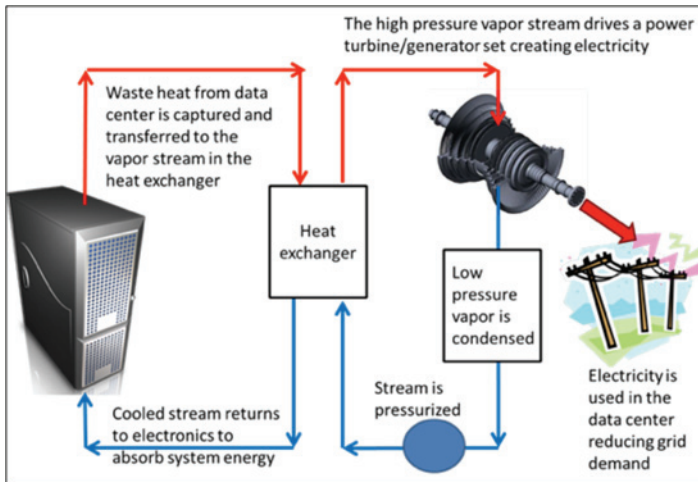 The high pressure vapor stream drives a power
turbine/generator set creating electricity
Waste heat from data
center is captured and
transferred to the
vapor stream in the
heat exchanger
Heat
exchanger
Low
pressure
vapor is
condensed
Stream is
pressurized
Cooled stream returns
to electronics to
absorb system energy
Electricity is
used in the
data center
reducing grid
demand